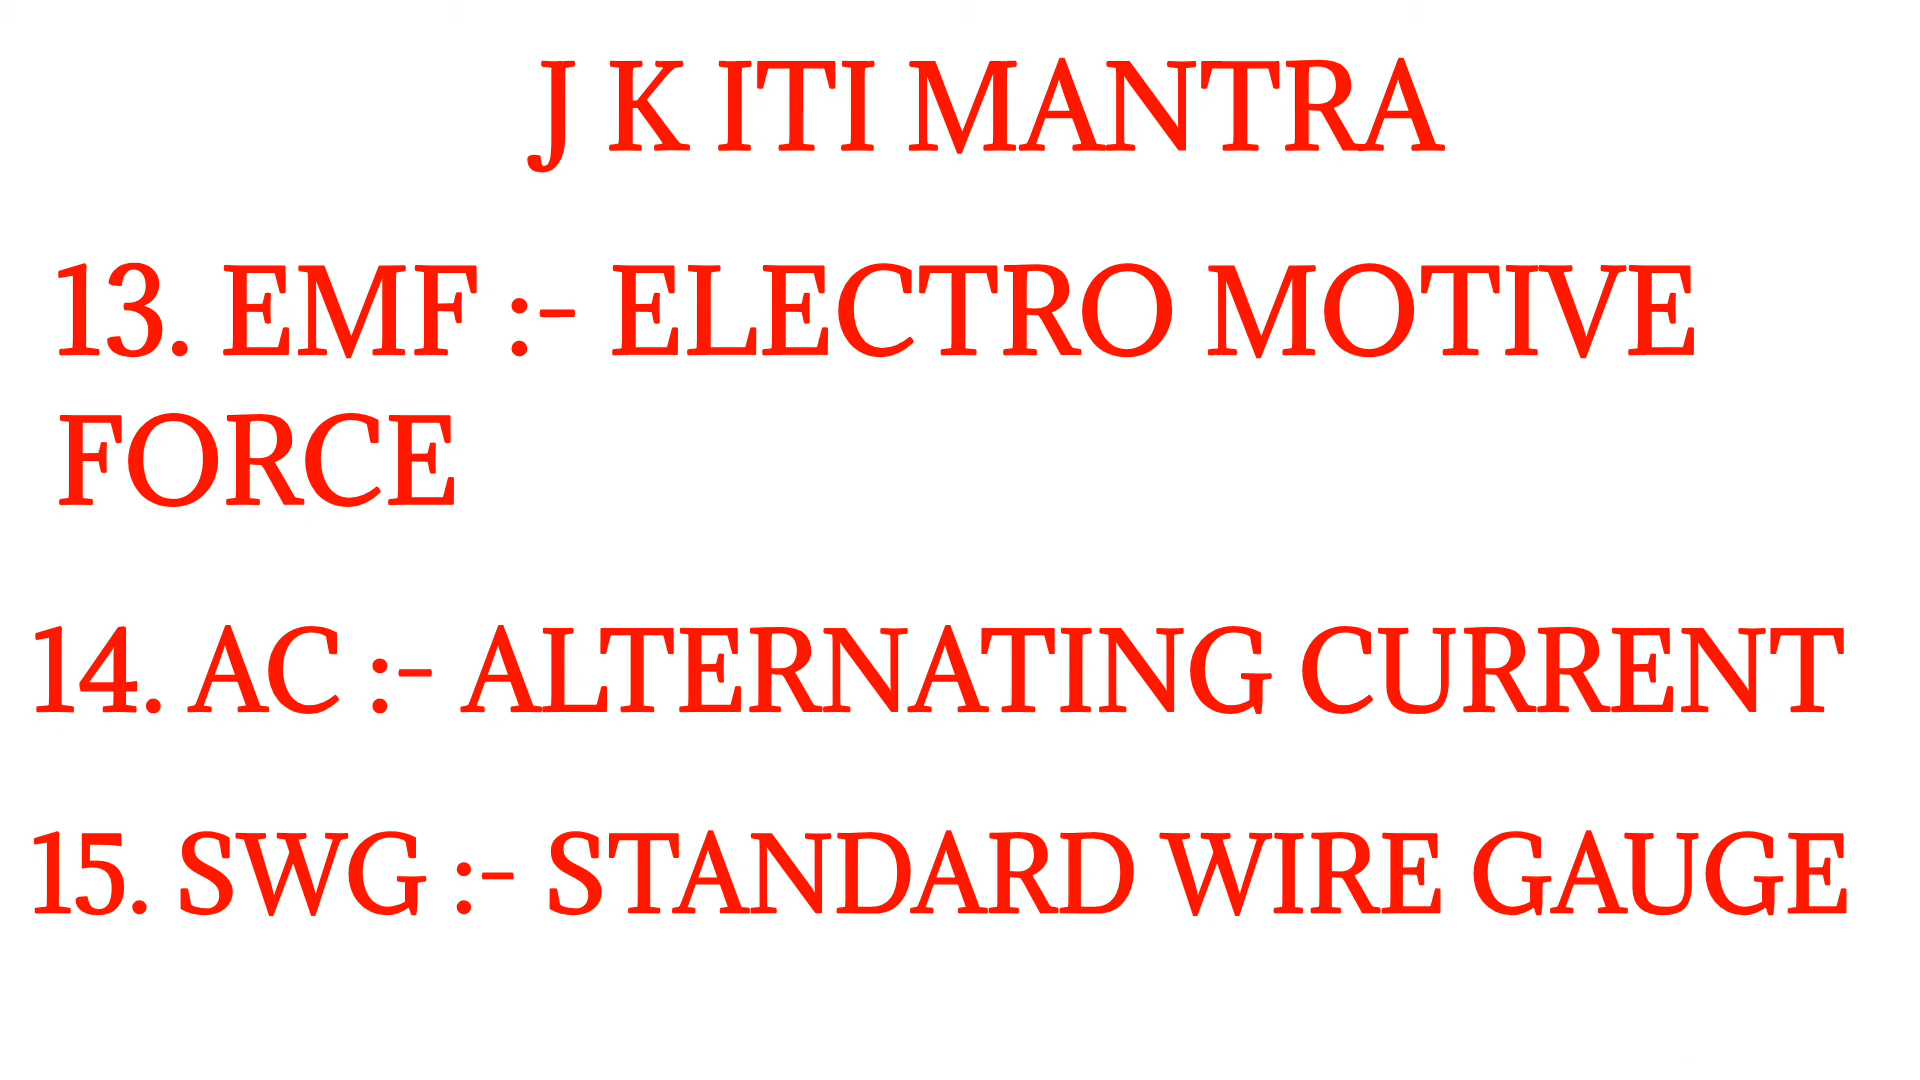 J K ITI MANTRA
13. EMF :- ELECTRO MOTIVE
FORCE
14. AC :- ALTERNATING CURRENT
15. SWG :- STANDARD WIRE GAUGE